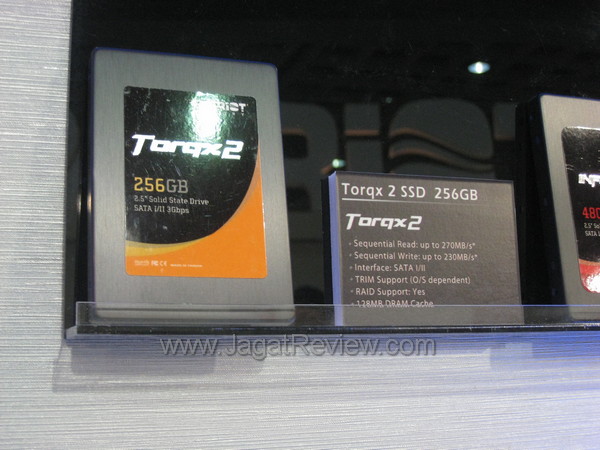 Torqx2
256GB
2.5" Solid State Drive
SATA I/II 3Gbps
Torqx 2 SSD 256GB
Torqx2
· Sequential Read: up to 270MB/s*
· Sequential Write: up to 230MB/s*
· Interface: SATA I/II
· TRIM Support (O/S dependent)
· RAID Support: Yes
· 128MB DRAM Cache
www.JagatReview.com